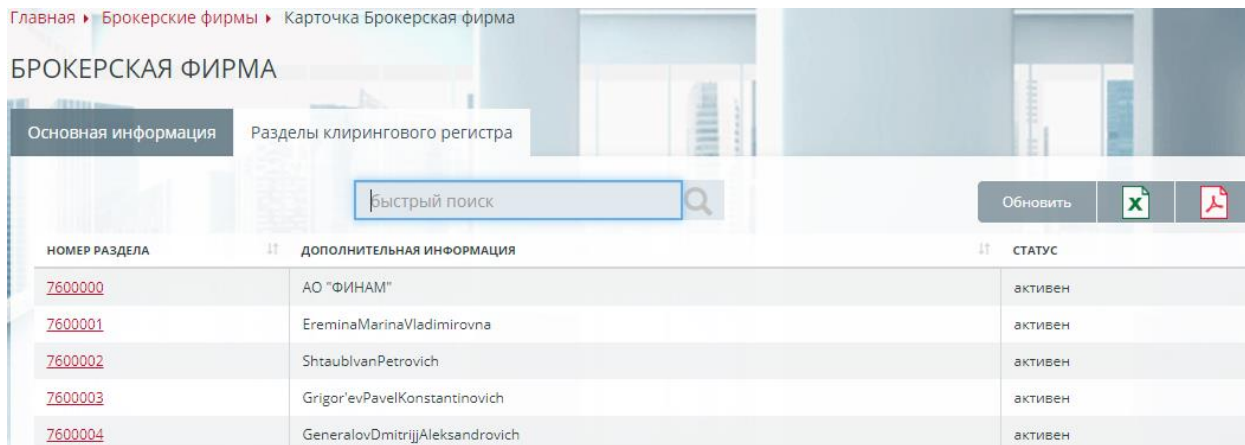 Главная ▸ Брокерские фирмы ▸ Карточка Брокерская фирма
БРОКЕРСКАЯ ФИРМА
Основная информация Разделы клирингового регистра
быстрый поиск Обновить
НОМЕР РАЗДЕЛА ДОПОЛНИТЕЛЬНАЯ ИНФОРМАЦИЯ СТАТУС
7600000 АО "ФИНАМ" активен
7600001 EreminaMarinaVladimirovna активен
7600002 ShtaubIvanPetrovich активен
7600003 Grigor'evPavelKonstantinovich активен
7600004 GeneralovDmitrijjAleksandrovich активен